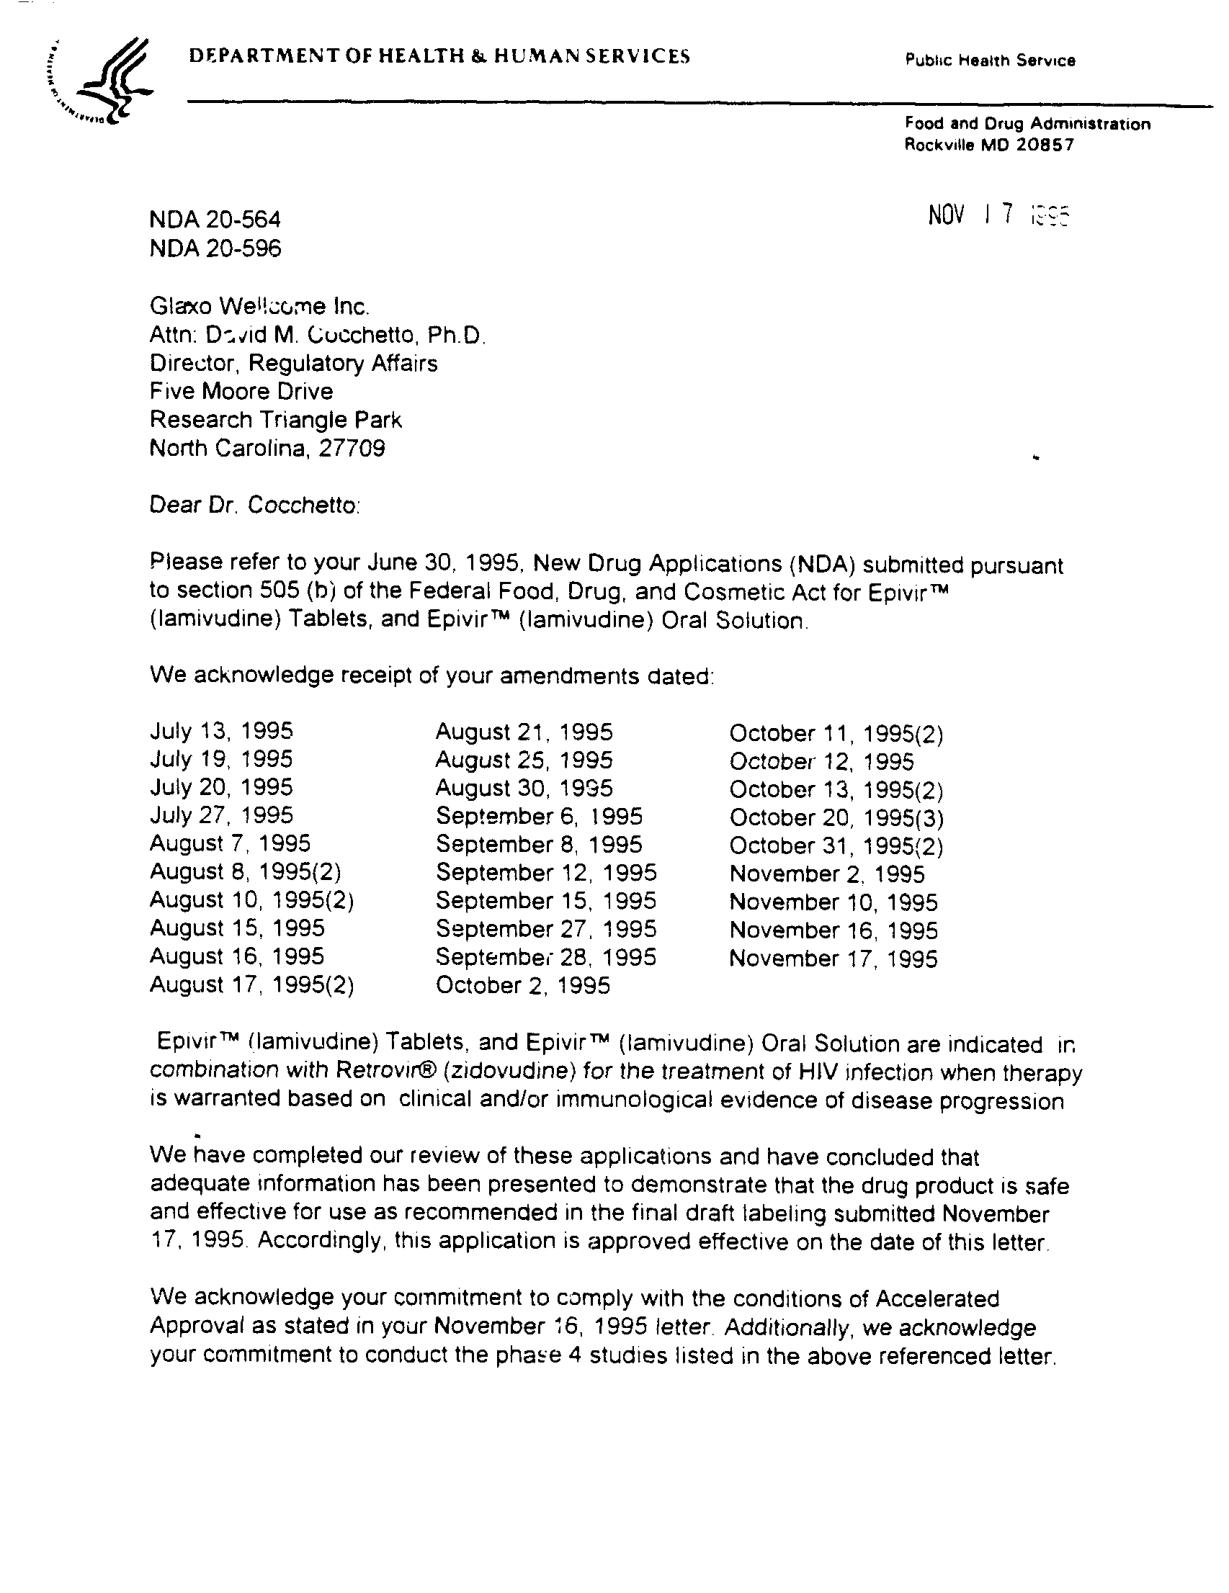 DEPARTMENT OF HEALTH & HUMAN SERVICES
Public Health Service
Food and Drug Administration
Rockville MD 20857
NOV 17 1995
NDA 20-564
NDA 20-596
Glaxo Wellcome Inc.
Attn: David M. Cocchetto, Ph.D.
Director, Regulatory Affairs
Five Moore Drive
Research Triangle Park
North Carolina, 27709
Dear Dr. Cocchetto:
Please refer to your June 30, 1995, New Drug Applications (NDA) submitted pursuant
to section 505 (b) of the Federal Food, Drug, and Cosmetic Act for Epivir™
(lamivudine) Tablets, and Epivir™ (lamivudine) Oral Solution.
We acknowledge receipt of your amendments dated:
July 13, 1995 August 21, 1995 October 11, 1995(2)
July 19, 1995 August 25, 1995 October 12, 1995
July 20, 1995 August 30, 1995 October 13, 1995(2)
July 27, 1995 September 6, 1995 October 20, 1995(3)
August 7, 1995 September 8, 1995 October 31, 1995(2)
August 8, 1995(2) September 12, 1995 November 2, 1995
August 10, 1995(2) September 15, 1995 November 10, 1995
August 15, 1995 September 27, 1995 November 16, 1995
August 16, 1995 September 28, 1995 November 17, 1995
August 17, 1995(2) October 2, 1995
Epivir™ (lamivudine) Tablets, and Epivir™ (lamivudine) Oral Solution are indicated in
combination with Retrovir® (zidovudine) for the treatment of HIV infection when therapy
is warranted based on clinical and/or immunological evidence of disease progression
We have completed our review of these applications and have concluded that
adequate information has been presented to demonstrate that the drug product is safe
and effective for use as recommended in the final draft labeling submitted November
17, 1995. Accordingly, this application is approved effective on the date of this letter.
We acknowledge your commitment to comply with the conditions of Accelerated
Approval as stated in your November 16, 1995 letter. Additionally, we acknowledge
your commitment to conduct the phase 4 studies listed in the above referenced letter.